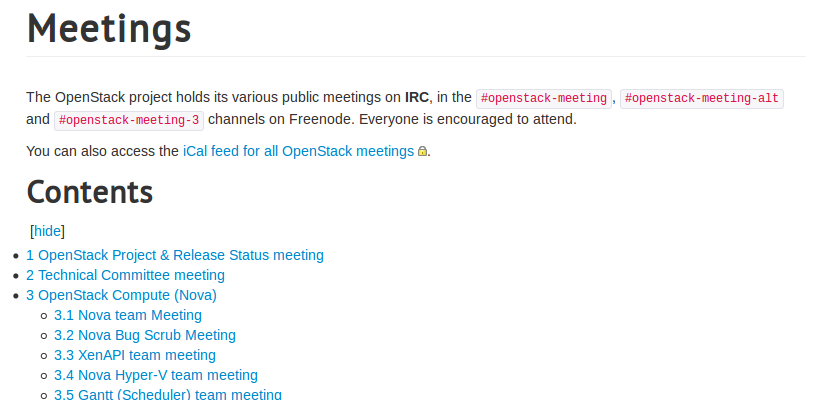 Meetings
The OpenStack project holds its various public meetings on IRC, in the #openstack-meeting, #openstack-meeting-alt
and #openstack-meeting-3 channels on Freenode. Everyone is encouraged to attend.
You can also access the iCal feed for all OpenStack meetings.
Contents
[hide]
1 OpenStack Project & Release Status meeting
2 Technical Committee meeting
3 OpenStack Compute (Nova)
3.1 Nova team Meeting
3.2 Nova Bug Scrub Meeting
3.3 XenAPI team meeting
3.4 Nova Hyper-V team meeting
3.5 Gantt (Scheduler) team meeting